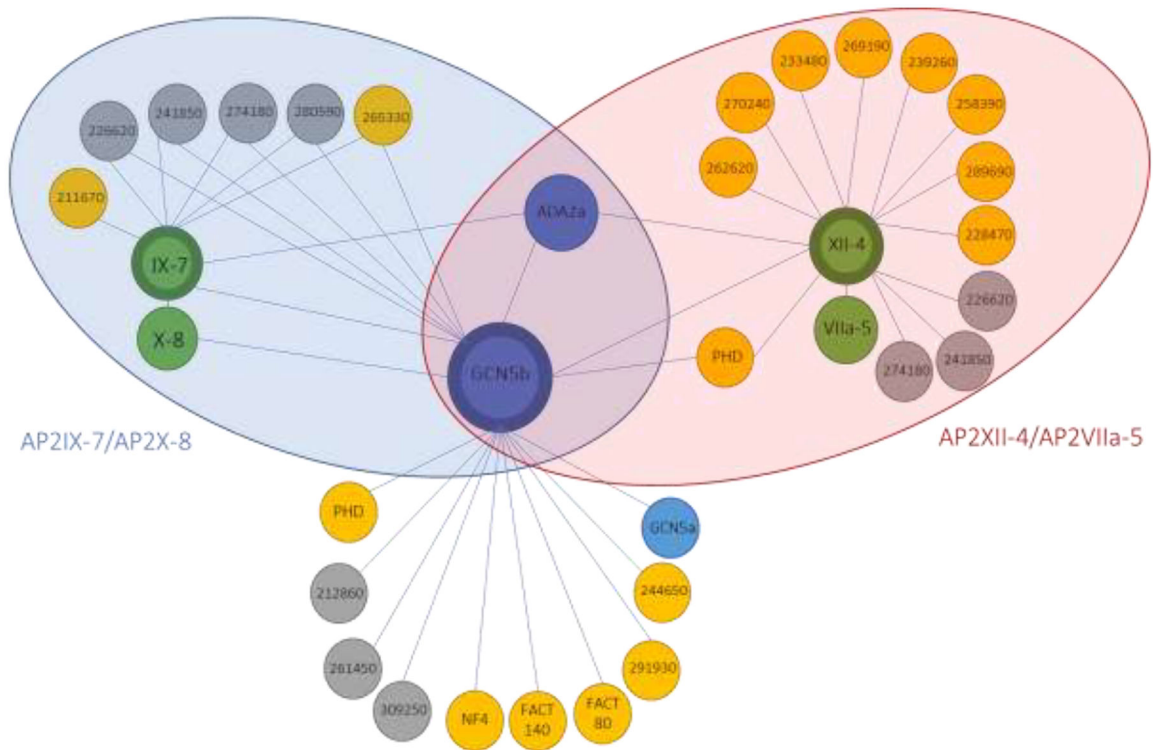 269190
233480
239260
270240
258390
241850
274180
280590
265330
226620
262620
289690
211670
ADA2a
228470
XII-4
IX-7
226620
VIIa-5
X-8
PHD
241850
274180
GCN5b
AP2IX-7/AP2X-8
AP2XII-4/AP2VIIa-5
PHD
GCN5a
212860
244650
261450
291930
309250
NF4
FACT
140
FACT
80